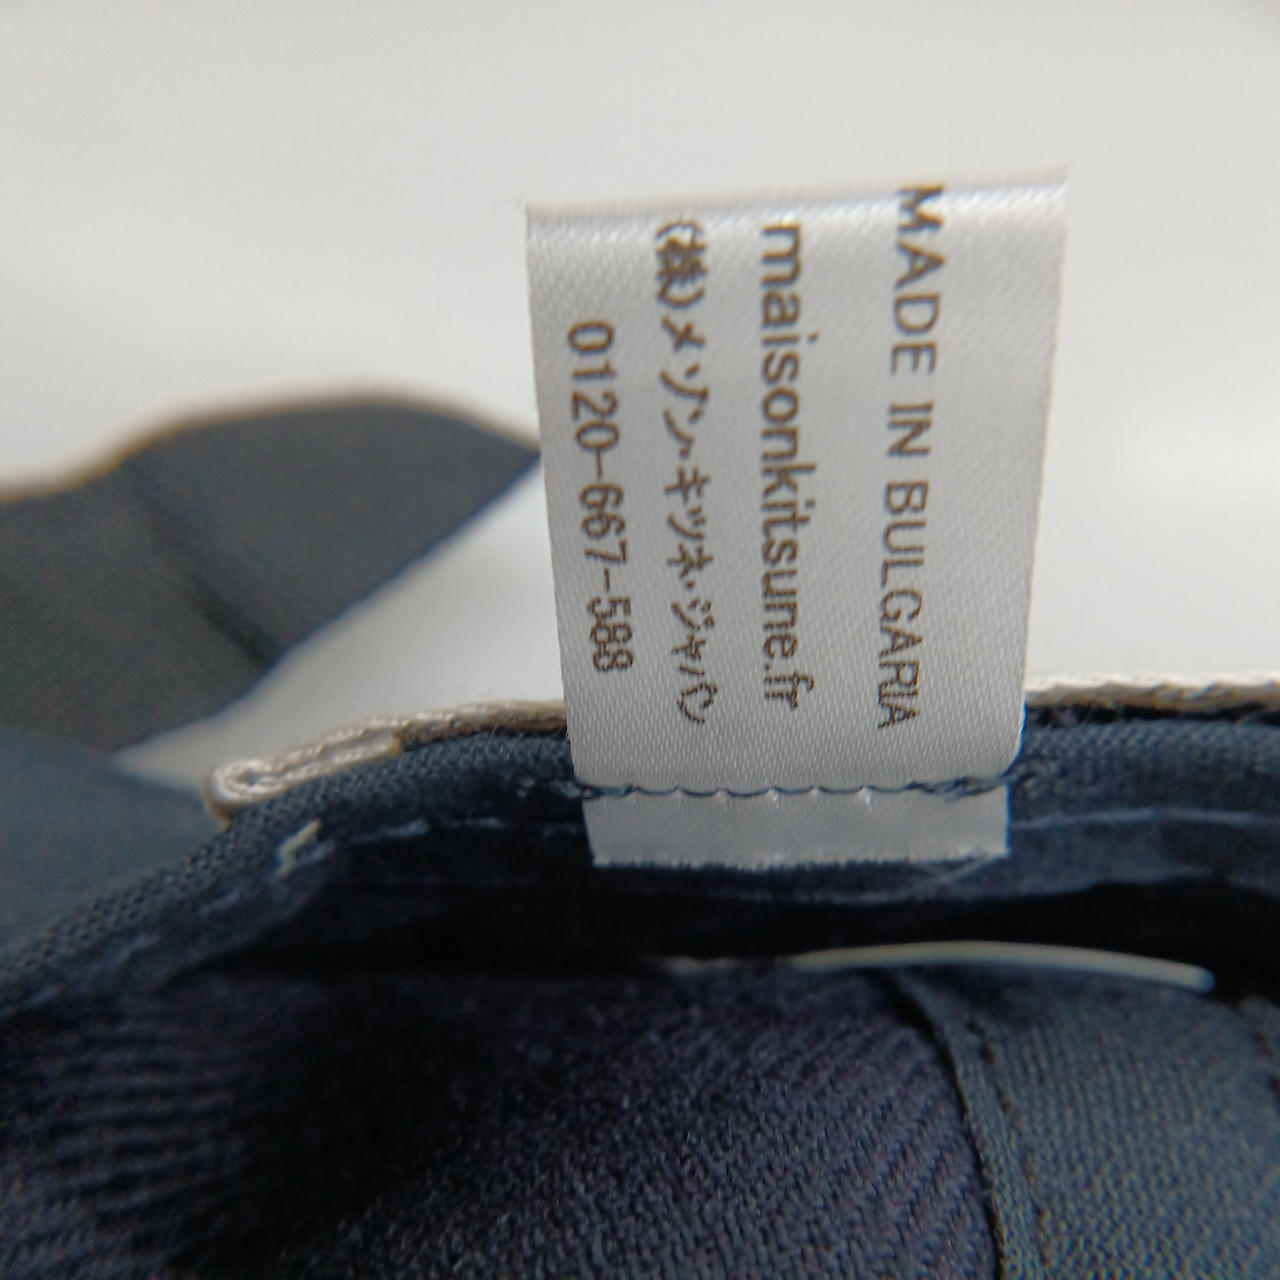 MADE IN BULGARIA
maisonkitsune.fr
(株)メゾン・キツネ・ジャパン
0120-667-588